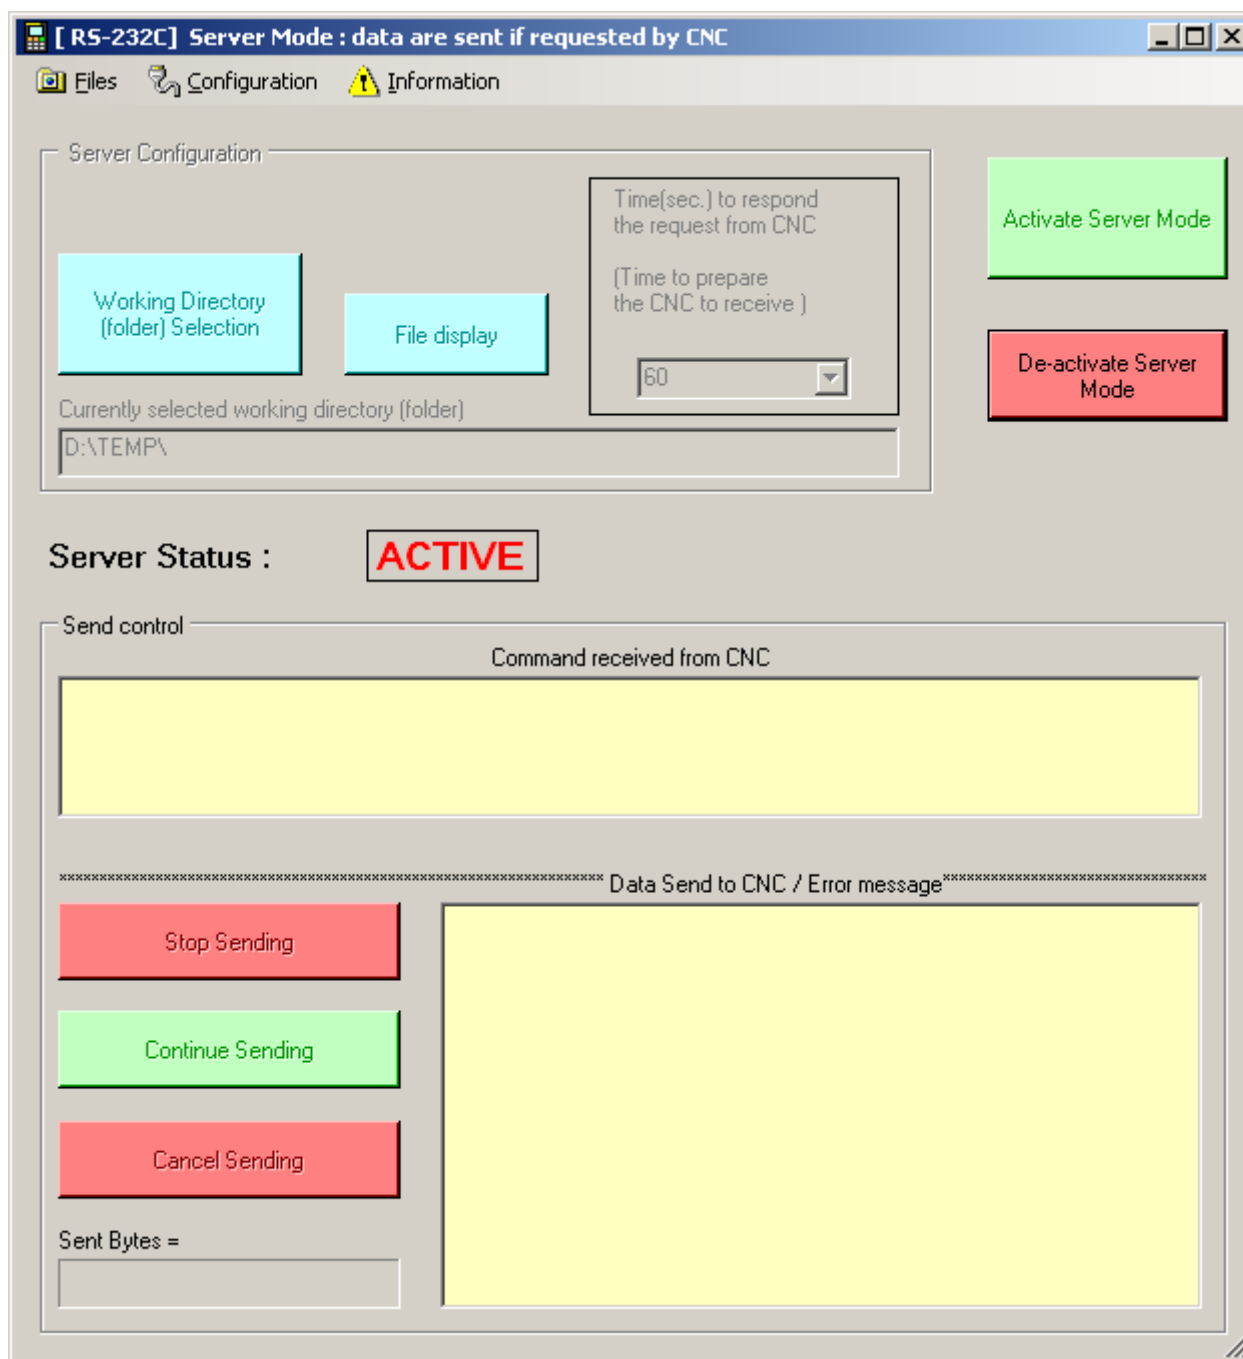 [ RS-232C]  Server Mode : data are sent if requested by CNC
Files Configuration Information
Server Configuration
Time(sec.) to respond
the request from CNC
(Time to prepare
the CNC to receive )
60
Working Directory
(folder) Selection
File display
Currently selected working directory (folder)
D:\TEMP\
Activate Server Mode
De-activate Server
Mode
Server Status :
ACTIVE
Send control
Command received from CNC
******************************************************************** Data Send to CNC / Error message*********************************
Stop Sending
Continue Sending
Cancel Sending
Sent Bytes =